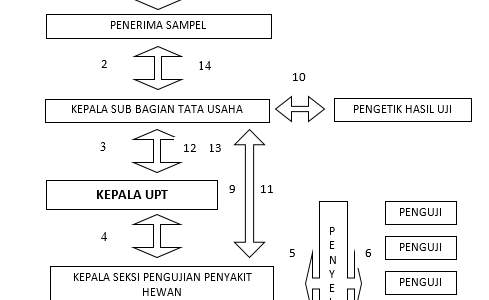 PENERIMA SAMPEL
2
14
10
KEPALA SUB BAGIAN TATA USAHA
PENGETIK HASIL UJI
3
12
13
9
11
KEPALA UPT
4
5
6
P
E
N
Y
E
PENGUJI
PENGUJI
PENGUJI
KEPALA SEKSI PENGUJIAN PENYAKIT
HEWAN